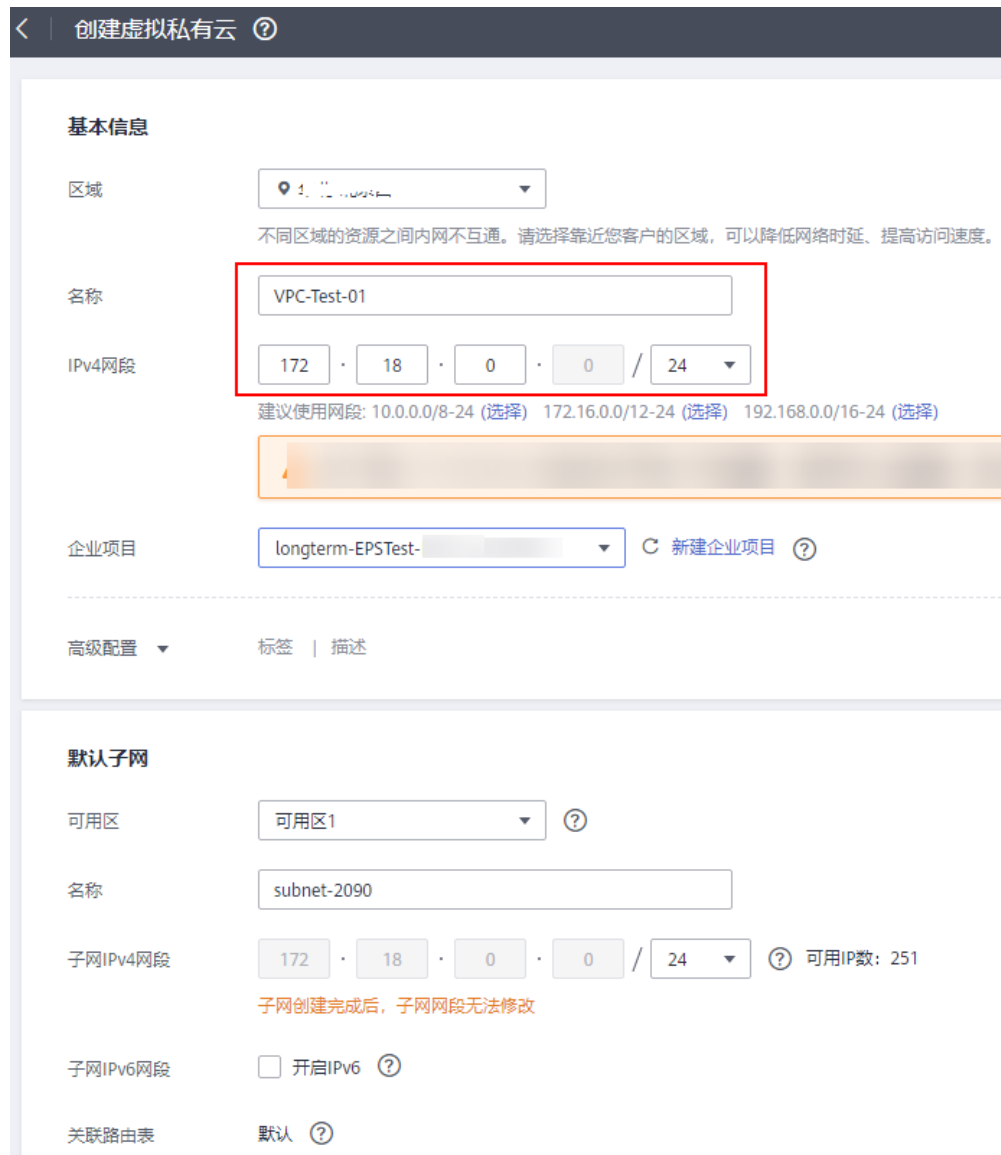 创建虚拟私有云 ?
基本信息
区域
不同区域的资源之间内网不互通。请选择靠近您客户的区域，可以降低网络时延、提高访问速度。
名称 VPC-Test-01
IPv4网段 172 · 18 · 0 · 0 / 24
建议使用网段: 10.0.0.0/8-24 (选择) 172.16.0.0/12-24 (选择) 192.168.0.0/16-24 (选择)
企业项目 longterm-EPSTest- 新建企业项目 ?
高级配置 标签 | 描述
默认子网
可用区 可用区1 ?
名称 subnet-2090
子网IPv4网段 172 · 18 · 0 · 0 / 24 ? 可用IP数：251
子网创建完成后，子网网段无法修改
子网IPv6网段 开启IPv6 ?
关联路由表 默认 ?